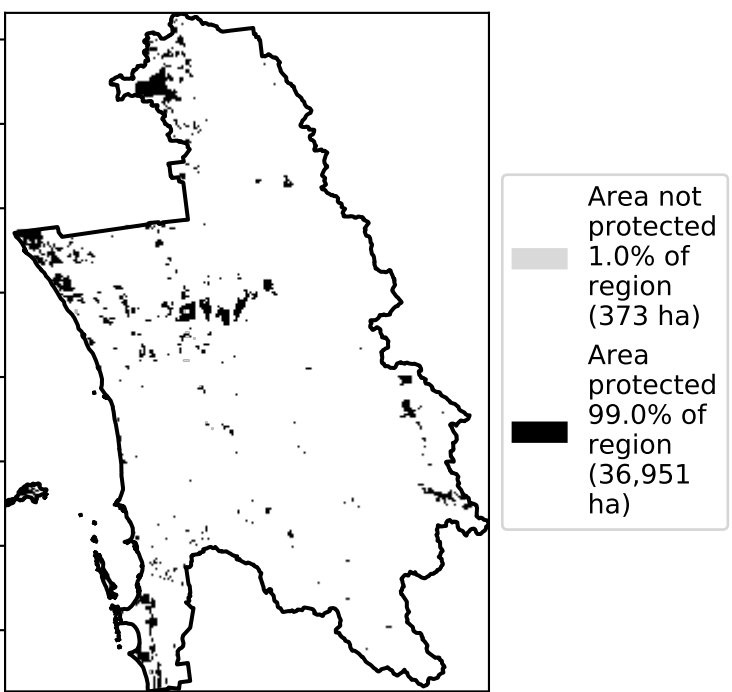 Area not
protected
1.0% of
region
(373 ha)
Area
protected
99.0% of
region
(36,951
ha)